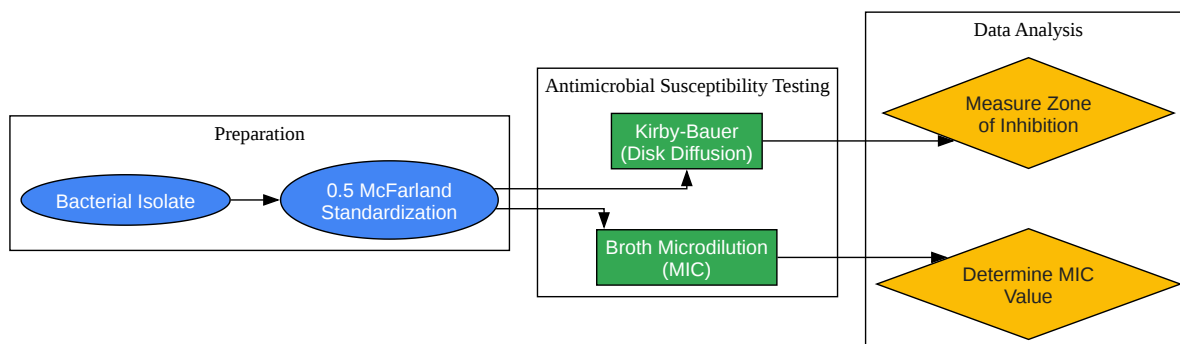 Preparation
Bacterial Isolate
0.5 McFarland
Standardization
Antimicrobial Susceptibility Testing
Kirby-Bauer
(Disk Diffusion)
Broth Microdilution
(MIC)
Data Analysis
Measure Zone
of Inhibition
Determine MIC
Value